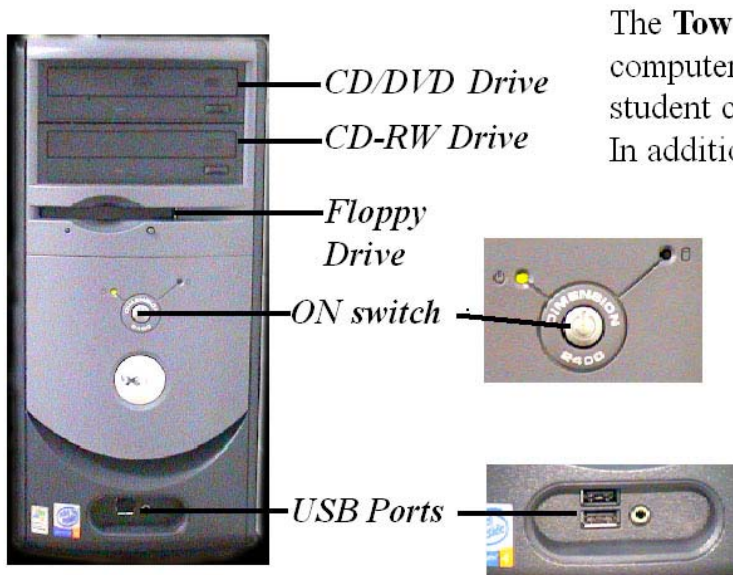 The Tow
computer
student c
In additio
CD/DVD Drive
CD-RW Drive
Floppy
Drive
ON switch
DIMENSION
2400
USB Ports